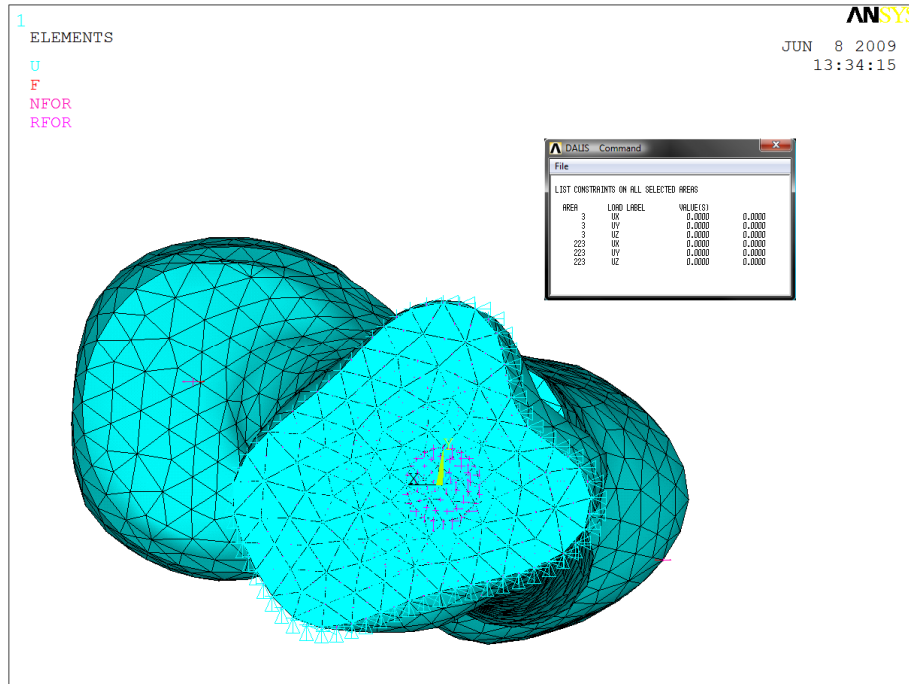 1
ELEMENTS
U
F
NFOR
RFOR
ANSYS
JUN 8 2009
13:34:15
DALIS Command
File
LIST CONSTRAINTS ON ALL SELECTED AREAS
AREA LOAD LABEL VALUE(S)
3 UX 0.0000 0.0000
3 UY 0.0000 0.0000
3 UZ 0.0000 0.0000
223 UX 0.0000 0.0000
223 UY 0.0000 0.0000
223 UZ 0.0000 0.0000
Y
X